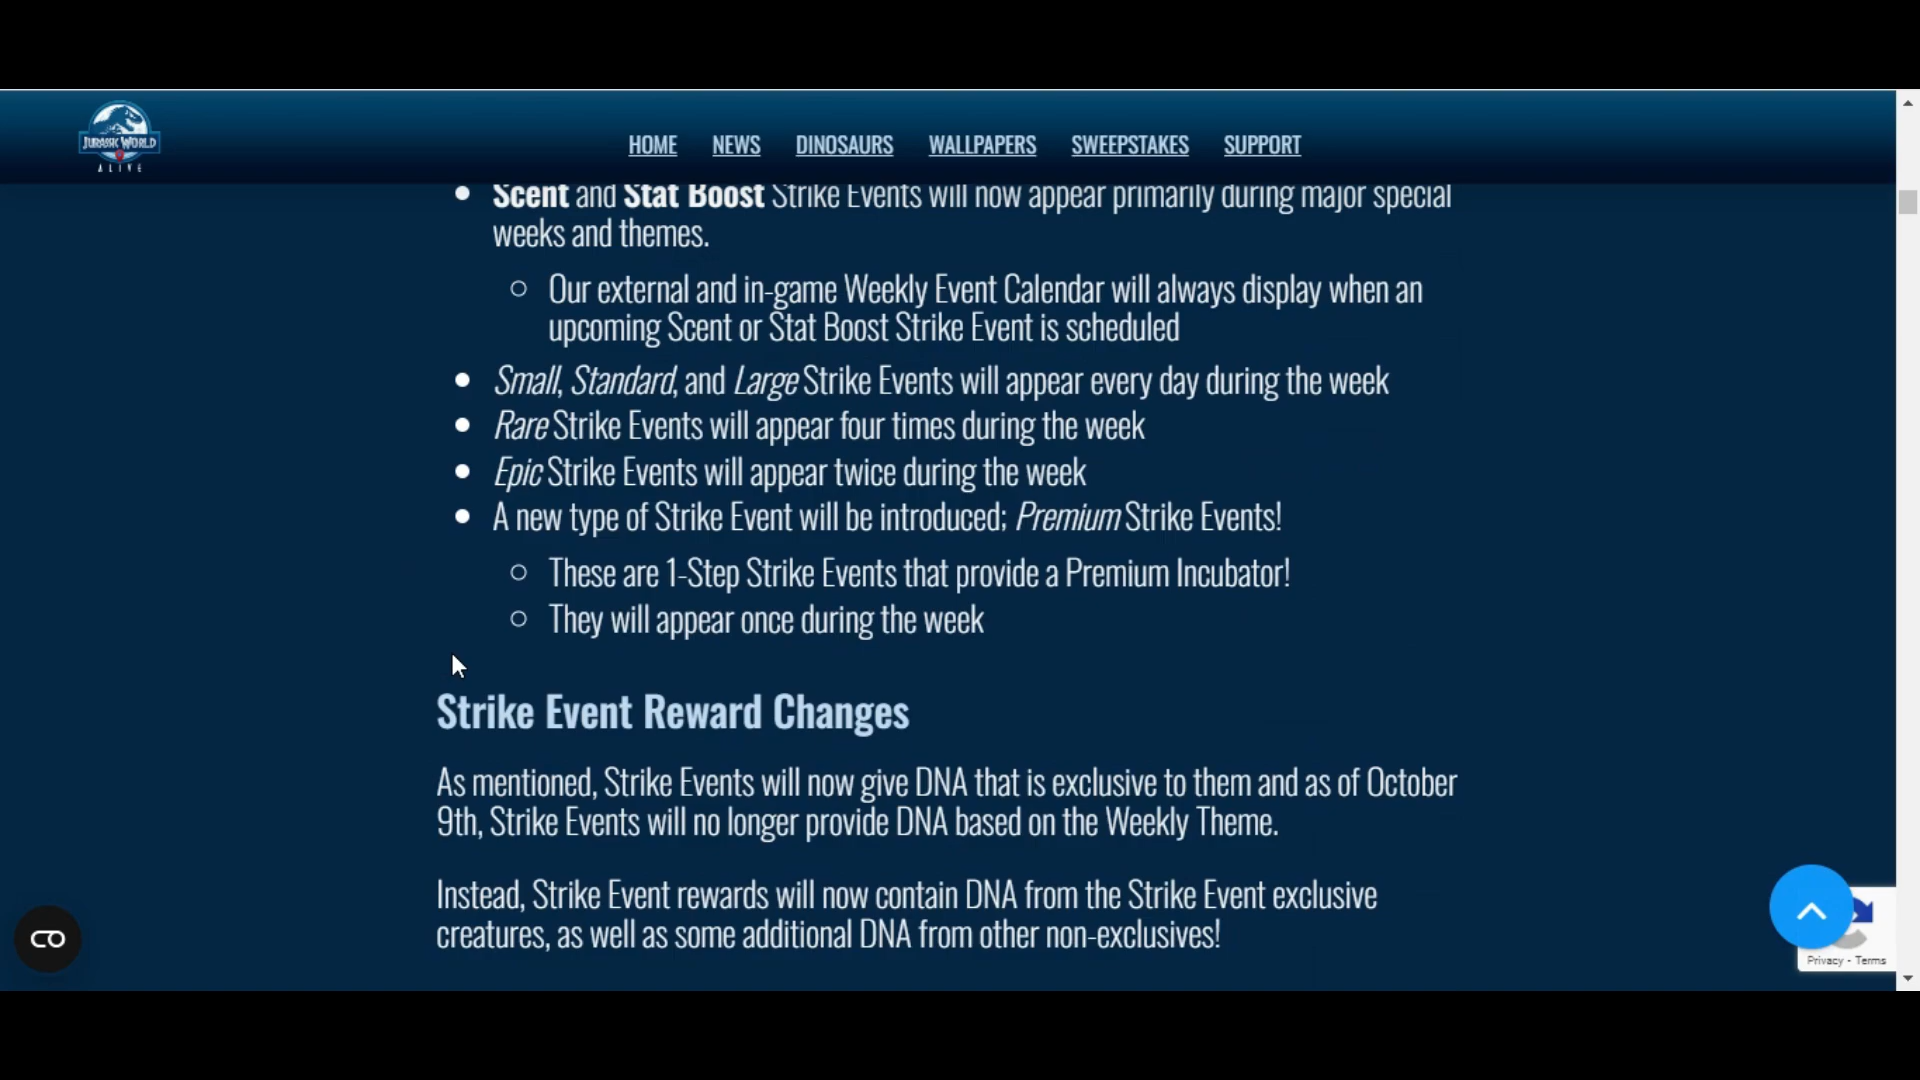 JURASSIC WORLD
ALIVE
HOME NEWS DINOSAURS WALLPAPERS SWEEPSTAKES SUPPORT
Scent and Stat Boost Strike Events will now appear primarily during major special
weeks and themes.
Our external and in-game Weekly Event Calendar will always display when an
upcoming Scent or Stat Boost Strike Event is scheduled
Small, Standard, and Large Strike Events will appear every day during the week
Rare Strike Events will appear four times during the week
Epic Strike Events will appear twice during the week
A new type of Strike Event will be introduced; Premium Strike Events!
These are 1-Step Strike Events that provide a Premium Incubator!
They will appear once during the week
Strike Event Reward Changes
As mentioned, Strike Events will now give DNA that is exclusive to them and as of October
9th, Strike Events will no longer provide DNA based on the Weekly Theme.
Instead, Strike Event rewards will now contain DNA from the Strike Event exclusive
creatures, as well as some additional DNA from other non-exclusives!
Privacy - Terms